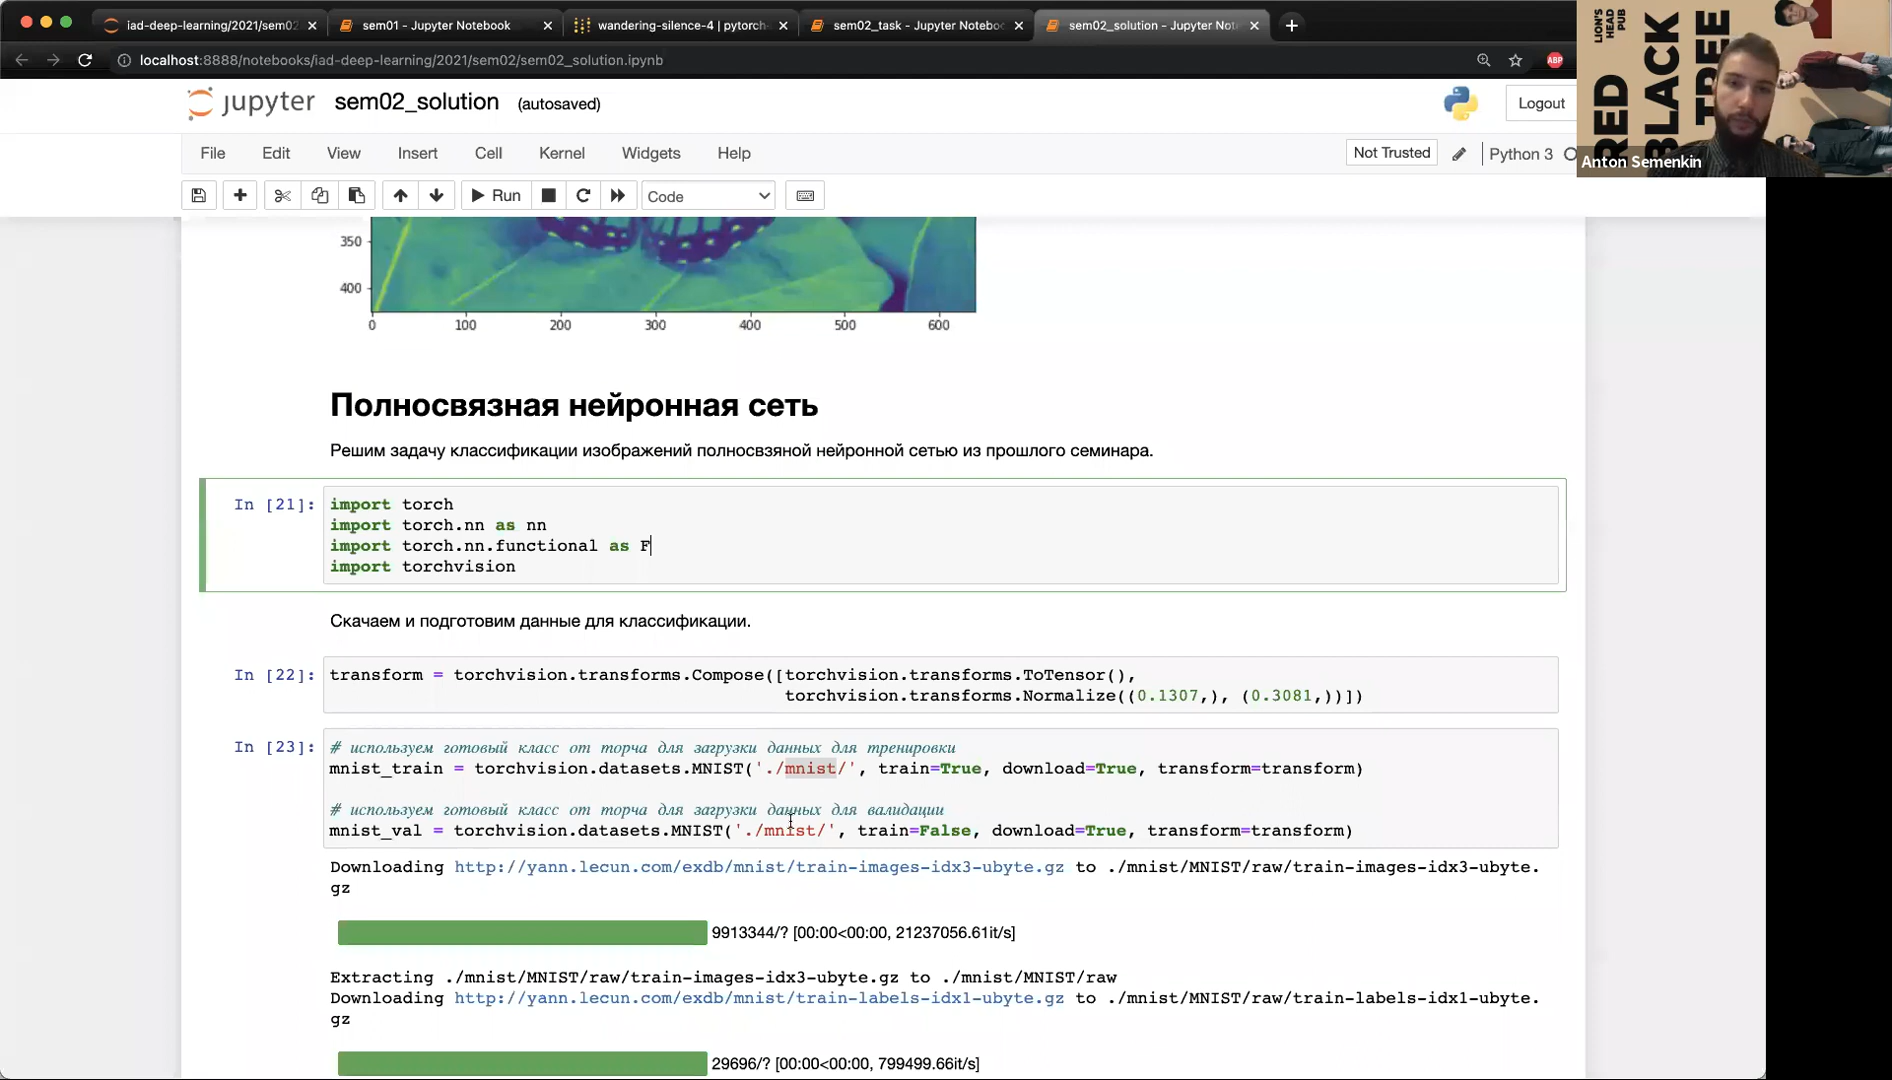 iad-deep-learning/2021/sem02
sem01 - Jupyter Notebook
wandering-silence-4 | pytorch-
sem02_task - Jupyter Noteboo
sem02_solution - Jupyter Not
localhost:8888/notebooks/iad-deep-learning/2021/sem02/sem02_solution.ipynb
ABP
LION'S
HEAD
PUB
RED
BLACK
TREE
Anton Semenkin
jupyter sem02_solution (autosaved)
Logout
File Edit View Insert Cell Kernel Widgets Help
Not Trusted
Python 3
Run
Code
350
400
0 100 200 300 400 500 600
Полносвязная нейронная сеть
Решим задачу классификации изображений полносвзяной нейронной сетью из прошлого семинара.
In [21]: import torch
import torch.nn as nn
import torch.nn.functional as F
import torchvision
Скачаем и подготовим данные для классификации.
In [22]: transform = torchvision.transforms.Compose([torchvision.transforms.ToTensor(),
torchvision.transforms.Normalize((0.1307,), (0.3081,))])
In [23]: # используем готовый класс от торча для загрузки данных для тренировки
mnist_train = torchvision.datasets.MNIST('./mnist/', train=True, download=True, transform=transform)
# используем готовый класс от торча для загрузки данных для валидации
mnist_val = torchvision.datasets.MNIST('./mnist/', train=False, download=True, transform=transform)
Downloading http://yann.lecun.com/exdb/mnist/train-images-idx3-ubyte.gz to ./mnist/MNIST/raw/train-images-idx3-ubyte.
gz
9913344/? [00:00<00:00, 21237056.61it/s]
Extracting ./mnist/MNIST/raw/train-images-idx3-ubyte.gz to ./mnist/MNIST/raw
Downloading http://yann.lecun.com/exdb/mnist/train-labels-idx1-ubyte.gz to ./mnist/MNIST/raw/train-labels-idx1-ubyte.
gz
29696/? [00:00<00:00, 799499.66it/s]